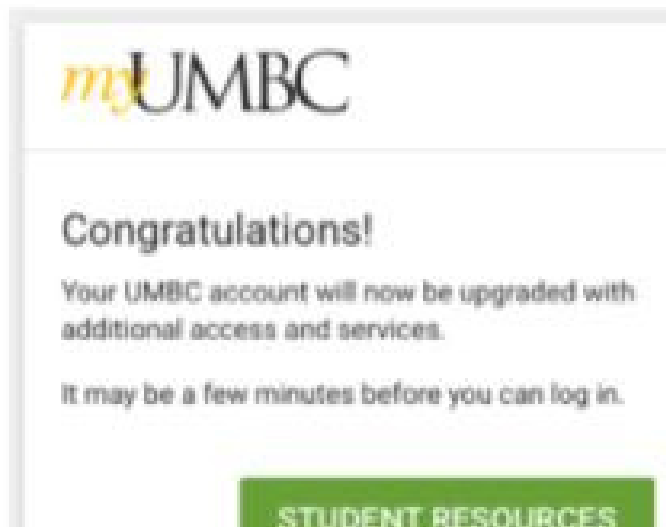 myUMBC
Congratulations!
Your UMBC account will now be upgraded with
additional access and services.
It may be a few minutes before you can log in.
STUDENT RESOURCES